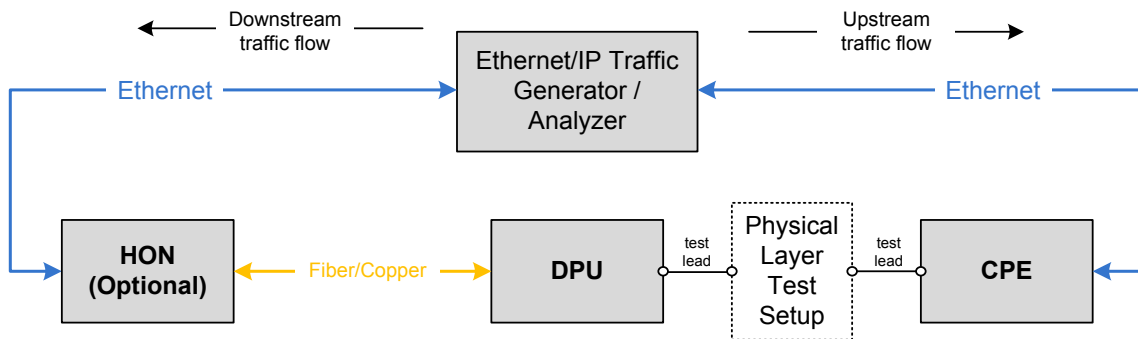 Downstream
traffic flow
Upstream
traffic flow
Ethernet
Ethernet/IP Traffic
Generator /
Analyzer
Ethernet
HON
(Optional)
Fiber/Copper
DPU
test
lead
Physical
Layer
Test
Setup
test
lead
CPE